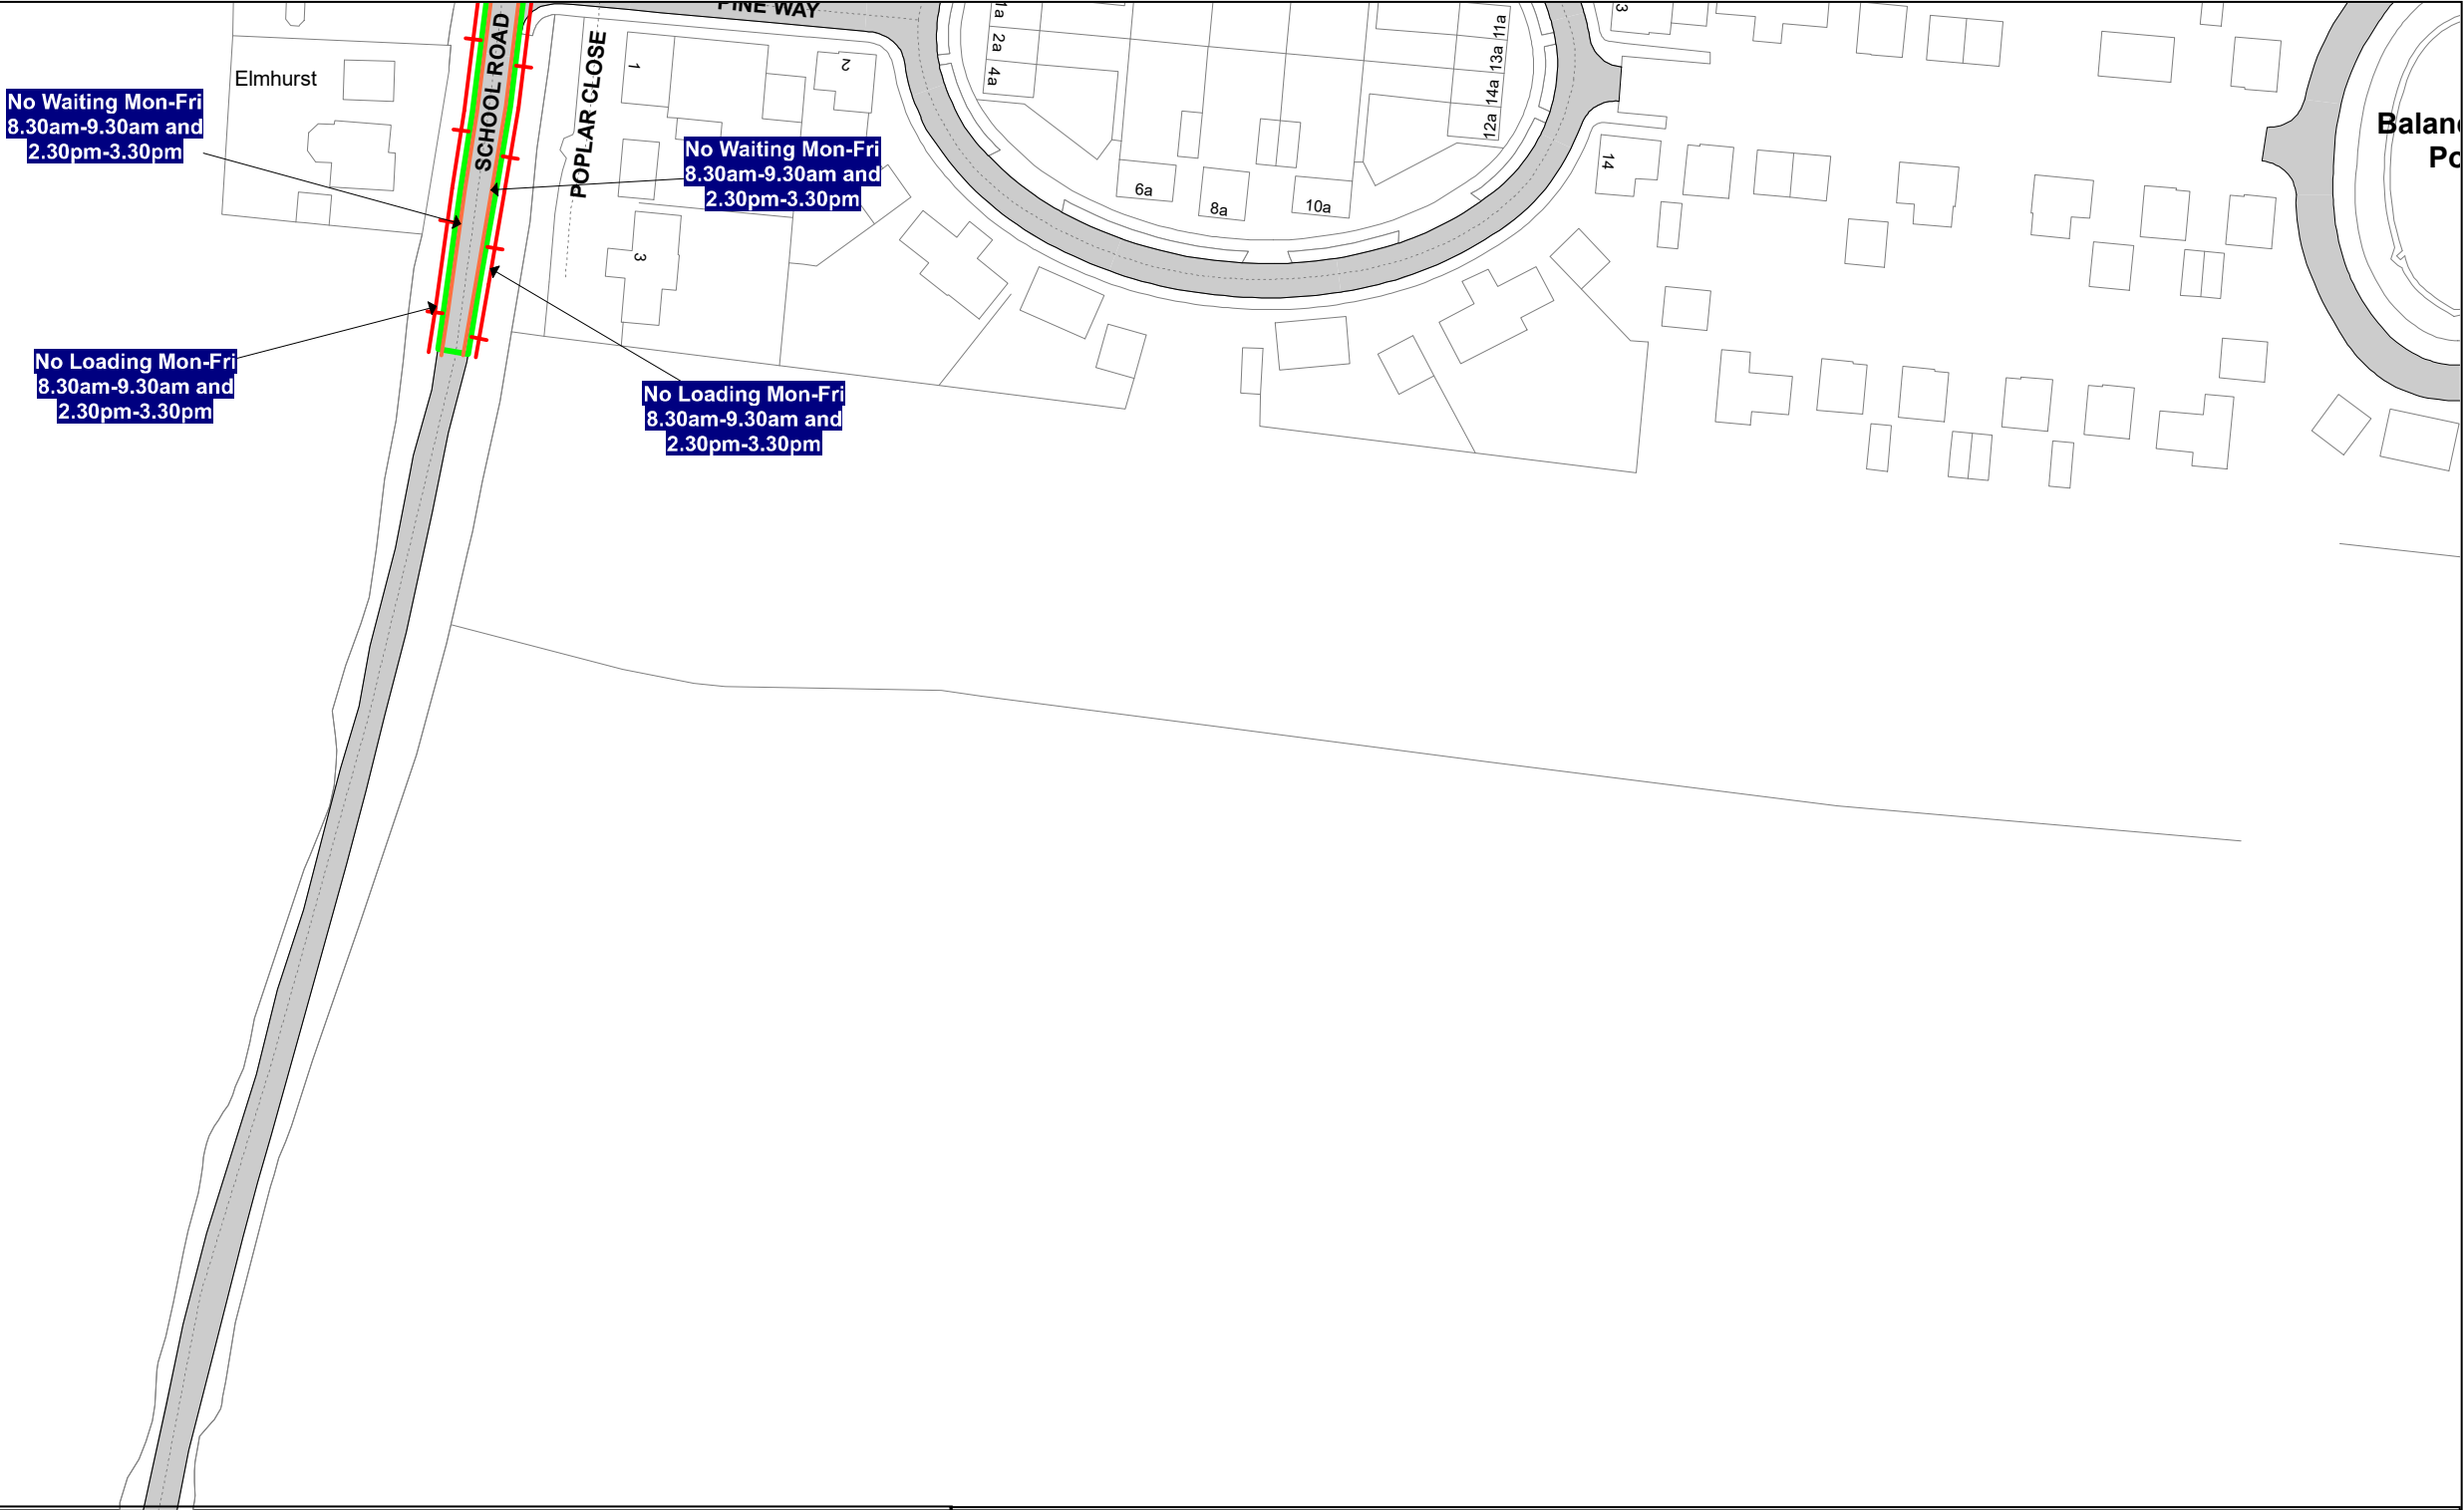 PINE WAY
SCHOOL ROAD
POPLAR CLOSE
Elmhurst
No Waiting Mon-Fri
8.30am-9.30am and
2.30pm-3.30pm
No Waiting Mon-Fri
8.30am-9.30am and
2.30pm-3.30pm
No Loading Mon-Fri
8.30am-9.30am and
2.30pm-3.30pm
No Loading Mon-Fri
8.30am-9.30am and
2.30pm-3.30pm
1
2
3
1a
2a
4a
6a
8a
10a
11a
13a
14a
12a
3
14